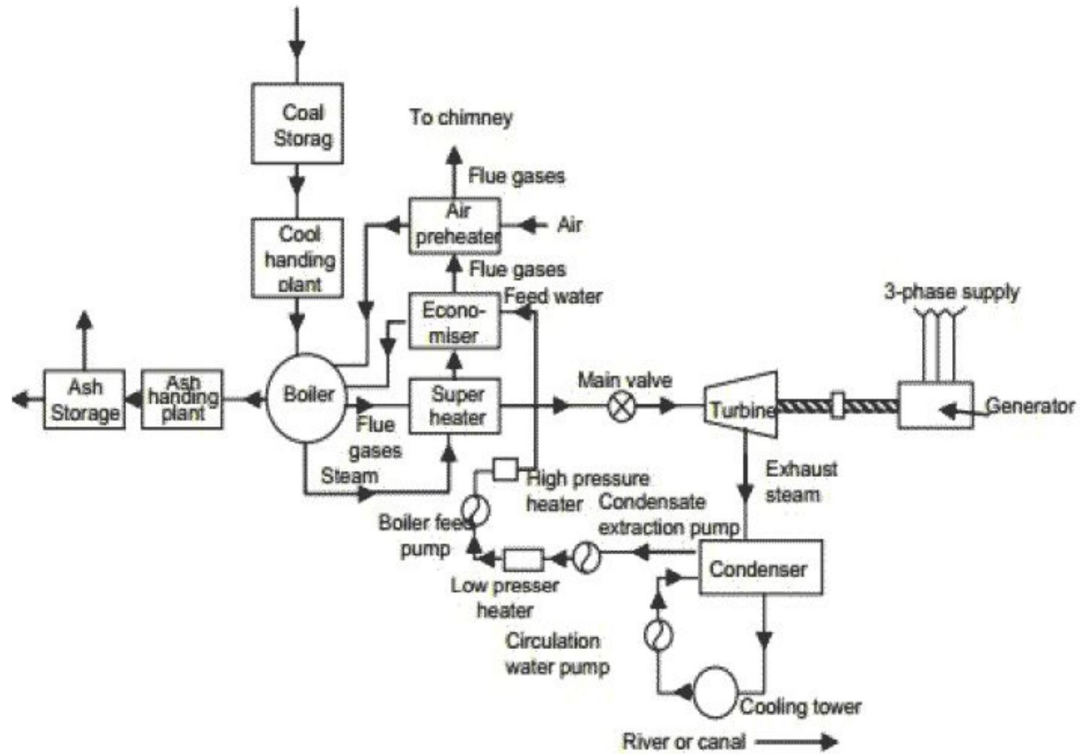 Coal
Storag
To chimney
Flue gases
Air
preheater
Air
Cool
handing
plant
Flue gases
Feed water
Econo-
miser
3-phase supply
Ash
Storage
Ash
handing
plant
Boiler
Super
heater
Main valve
Turbine
Generator
Flue
gases
Steam
High pressure
heater
Exhaust
steam
Boiler feed
pump
Condensate
extraction pump
Condenser
Low presser
heater
Circulation
water pump
Cooling tower
River or canal